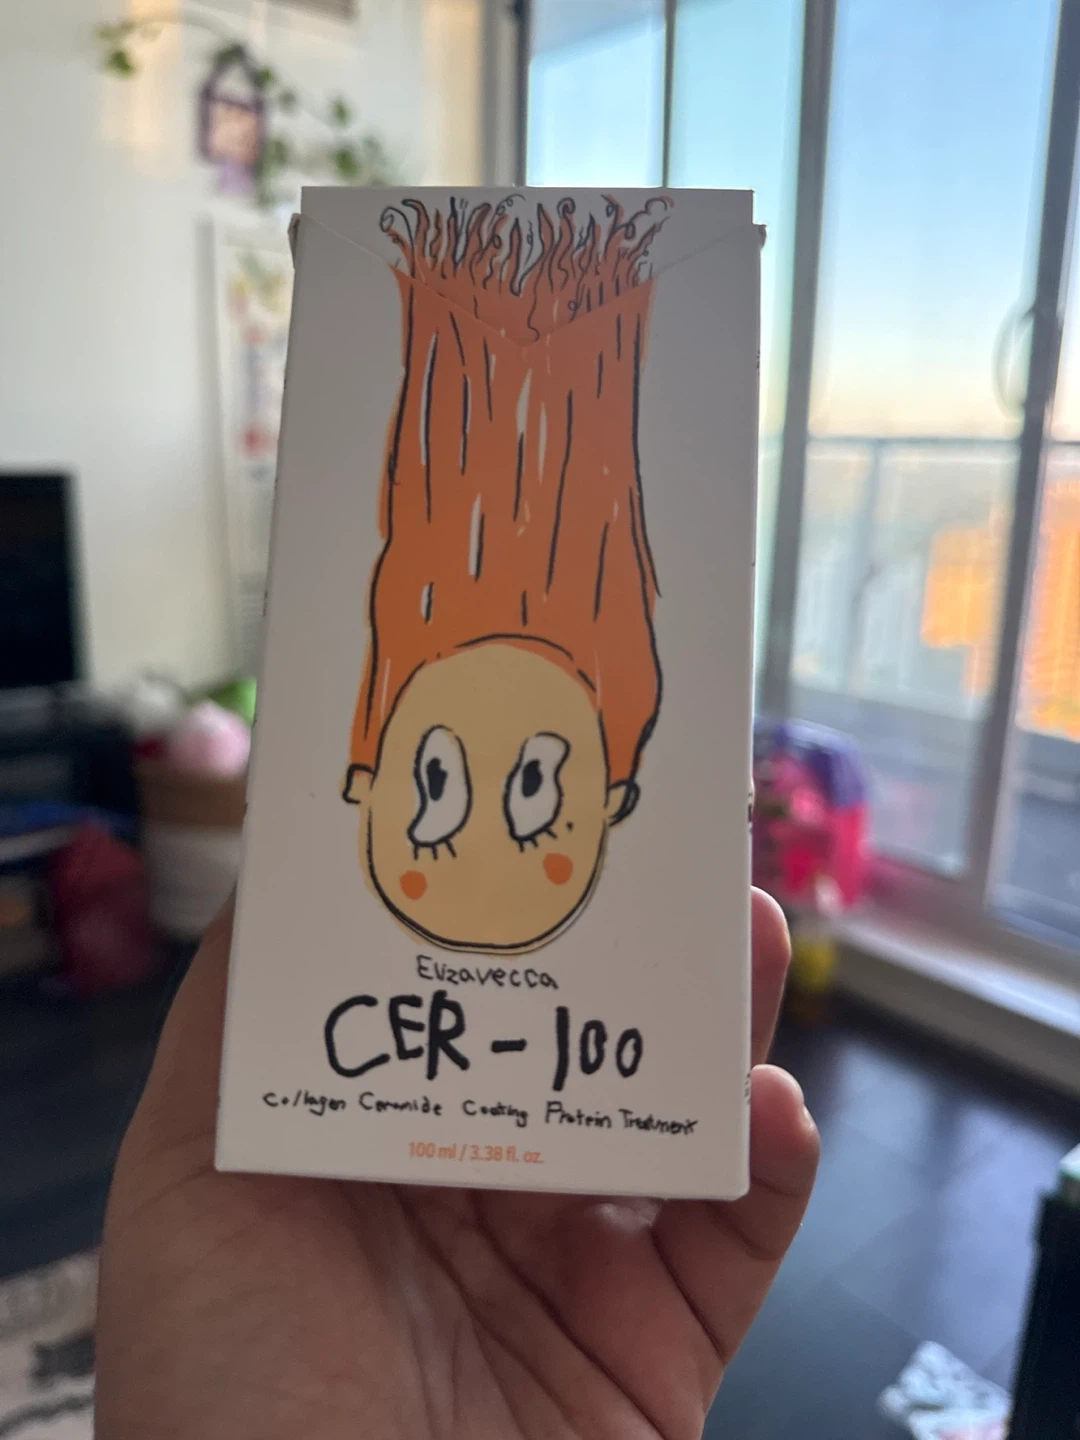 Elizavecca
CER-100
Collagen Ceramide Coating Protein Treatment
100 ml / 3.38 fl. oz.